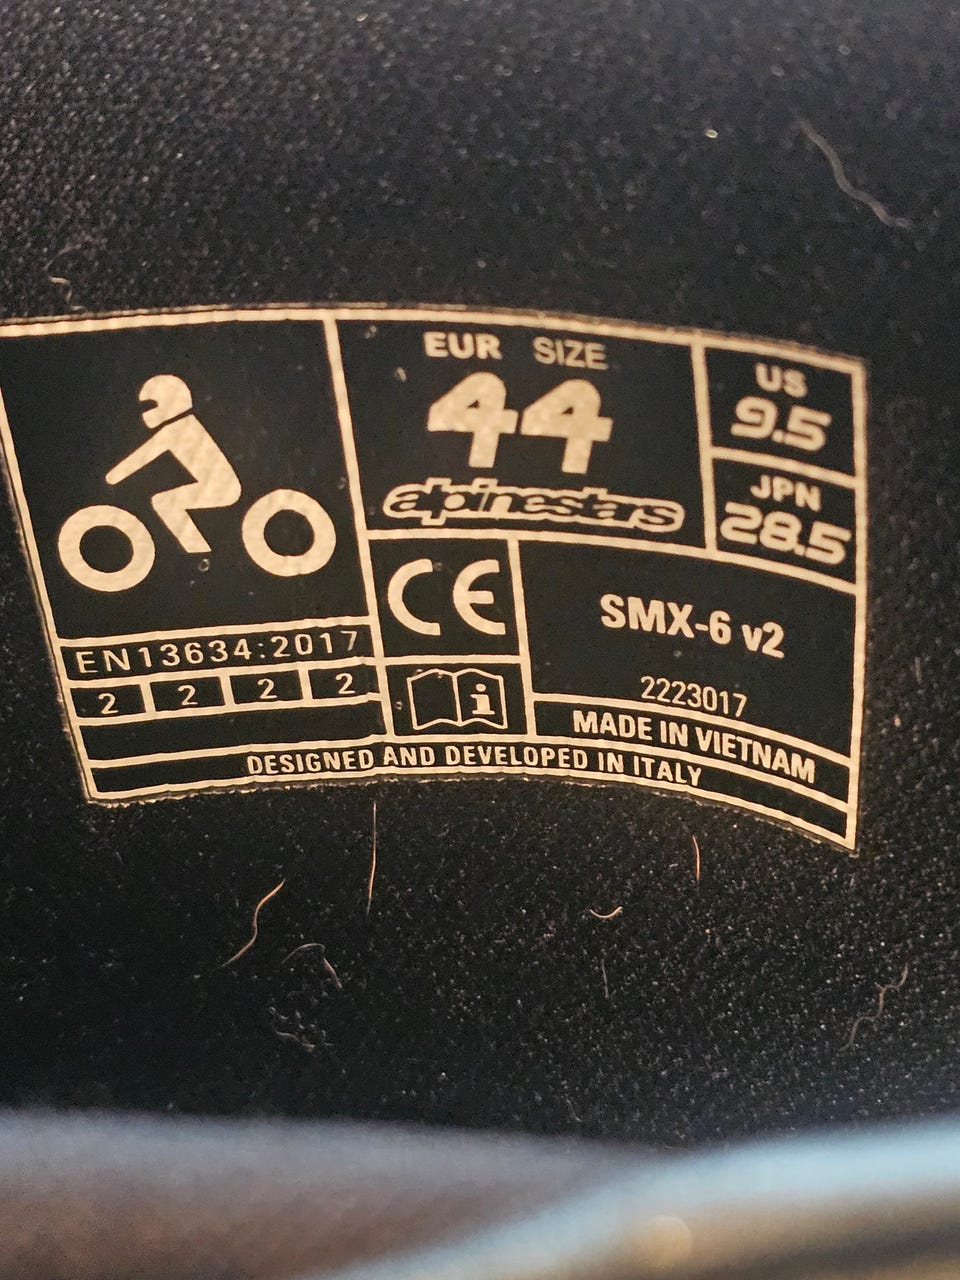 EUR SIZE
44
alpinestars
US
9.5
JPN
28.5
CE
SMX-6 v2
2223017
EN13634:2017
2 2 2 2
i
MADE IN VIETNAM
DESIGNED AND DEVELOPED IN ITALY